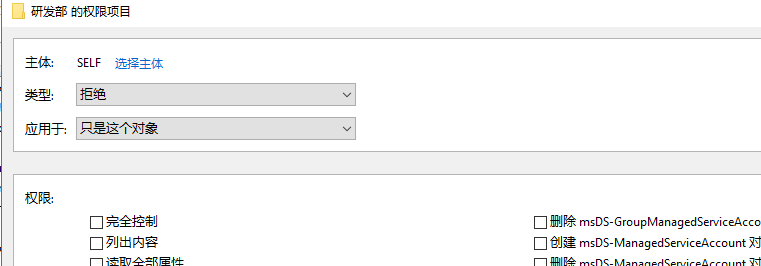 研发部 的权限项目
主体: SELF 选择主体
类型: 拒绝
应用于: 只是这个对象
权限:
完全控制 删除 msDS-GroupManagedServiceAcco
列出内容 创建 msDS-ManagedServiceAccount 对
读取全部属性 删除 msDS-ManagedServiceAccount 对